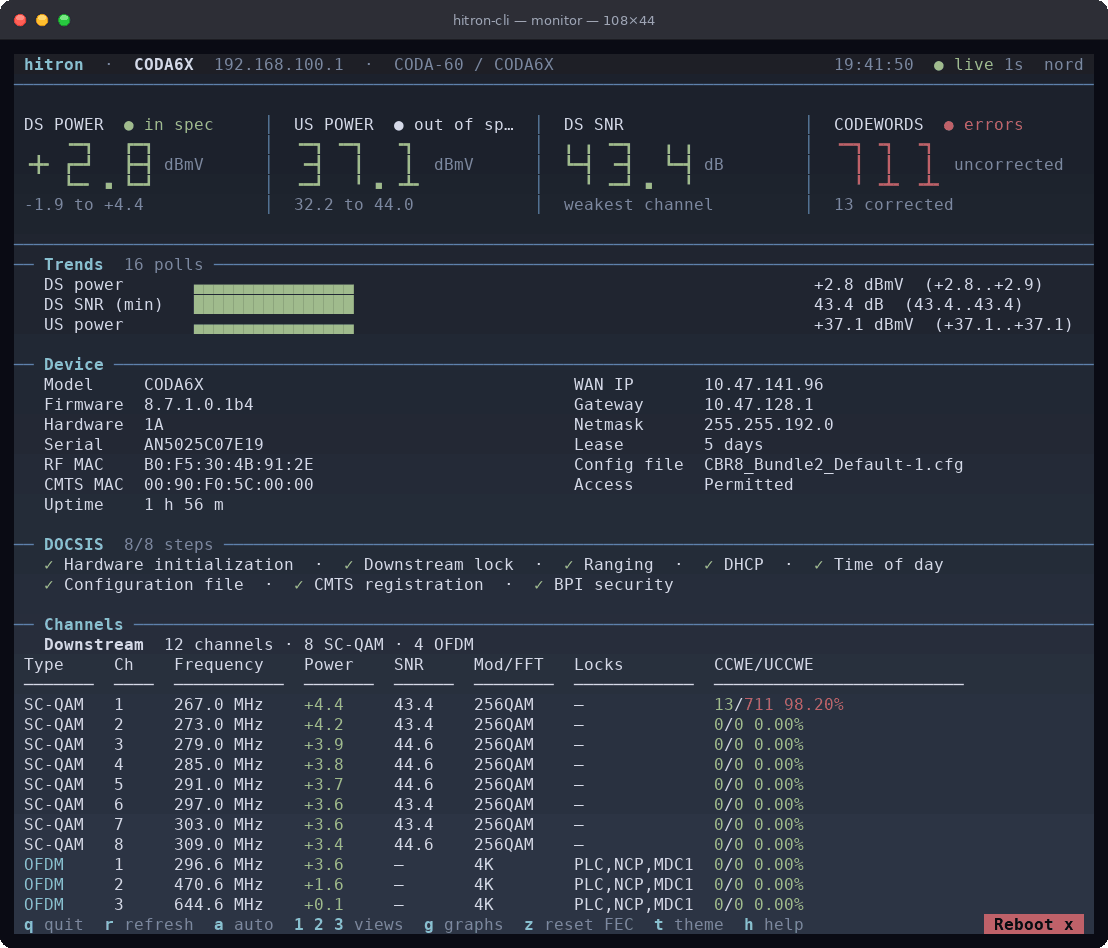 hitron-cli — monitor — 108×44
hitron · CODA6X 192.168.100.1 · CODA-60 / CODA6X 19:41:50 ● live 1s nord
DS POWER ● in spec │ US POWER ● out of sp… │ DS SNR │ CODEWORDS ● errors
+2.8 dBmV │ 37.1 dBmV │ 43.4 dB │ 711 uncorrected
-1.9 to +4.4 │ 32.2 to 44.0 │ weakest channel │ 13 corrected
Trends 16 polls
DS power +2.8 dBmV (+2.8..+2.9)
DS SNR (min) 43.4 dB (43.4..43.4)
US power +37.1 dBmV (+37.1..+37.1)
Device
Model CODA6X WAN IP 10.47.141.96
Firmware 8.7.1.0.1b4 Gateway 10.47.128.1
Hardware 1A Netmask 255.255.192.0
Serial AN5025C07E19 Lease 5 days
RF MAC B0:F5:30:4B:91:2E Config file CBR8_Bundle2_Default-1.cfg
CMTS MAC 00:90:F0:5C:00:00 Access Permitted
Uptime 1 h 56 m
DOCSIS 8/8 steps
✓ Hardware initialization · ✓ Downstream lock · ✓ Ranging · ✓ DHCP · ✓ Time of day
✓ Configuration file · ✓ CMTS registration · ✓ BPI security
Channels
Downstream 12 channels · 8 SC-QAM · 4 OFDM
Type Ch Frequency Power SNR Mod/FFT Locks CCWE/UCCWE
SC-QAM 1 267.0 MHz +4.4 43.4 256QAM — 13/711 98.20%
SC-QAM 2 273.0 MHz +4.2 43.4 256QAM — 0/0 0.00%
SC-QAM 3 279.0 MHz +3.9 44.6 256QAM — 0/0 0.00%
SC-QAM 4 285.0 MHz +3.8 44.6 256QAM — 0/0 0.00%
SC-QAM 5 291.0 MHz +3.7 44.6 256QAM — 0/0 0.00%
SC-QAM 6 297.0 MHz +3.6 43.4 256QAM — 0/0 0.00%
SC-QAM 7 303.0 MHz +3.6 43.4 256QAM — 0/0 0.00%
SC-QAM 8 309.0 MHz +3.4 44.6 256QAM — 0/0 0.00%
OFDM 1 296.6 MHz +3.6 — 4K PLC,NCP,MDC1 0/0 0.00%
OFDM 2 470.6 MHz +1.6 — 4K PLC,NCP,MDC1 0/0 0.00%
OFDM 3 644.6 MHz +0.1 — 4K PLC,NCP,MDC1 0/0 0.00%
q quit r refresh a auto 1 2 3 views g graphs z reset FEC t theme h help Reboot x